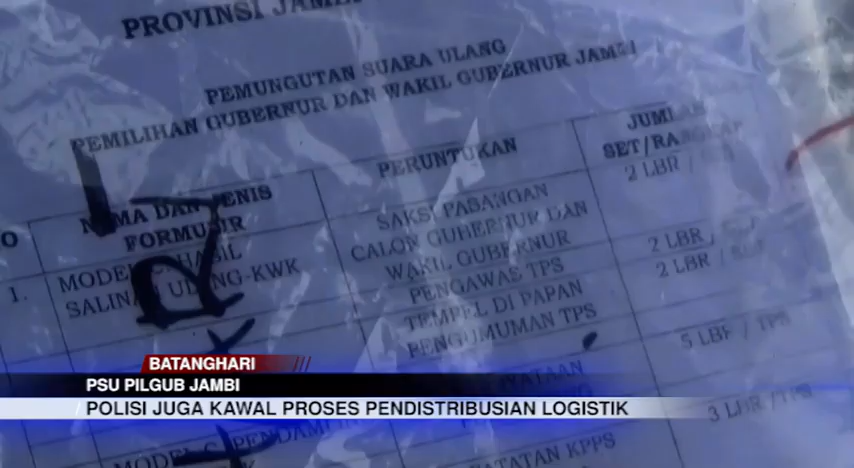 PROVINSI
PEMUNGUTAN SUARA ULANG
PEMILIHAN GUBERNUR DAN WAKIL GUBERNUR JAMBI
NAMA DAN JENIS
FORMULIR
PERUNTUKAN
JUMLAH
SET/RANGKAP
1.
MODEL C.HASIL
SALINAN ULANG-KWK
SAKSI PASANGAN
CALON GUBERNUR DAN
WAKIL GUBERNUR
2 LBR /
PENGAWAS TPS
2 LBR /
TEMPEL DI PAPAN
PENGUMUMAN TPS
2 LBR /
5 LBR / TPS
MODEL
3 LBR / TPS
KPPS
BATANGHARI
PSU PILGUB JAMBI
POLISI JUGA KAWAL PROSES PENDISTRIBUSIAN LOGISTIK